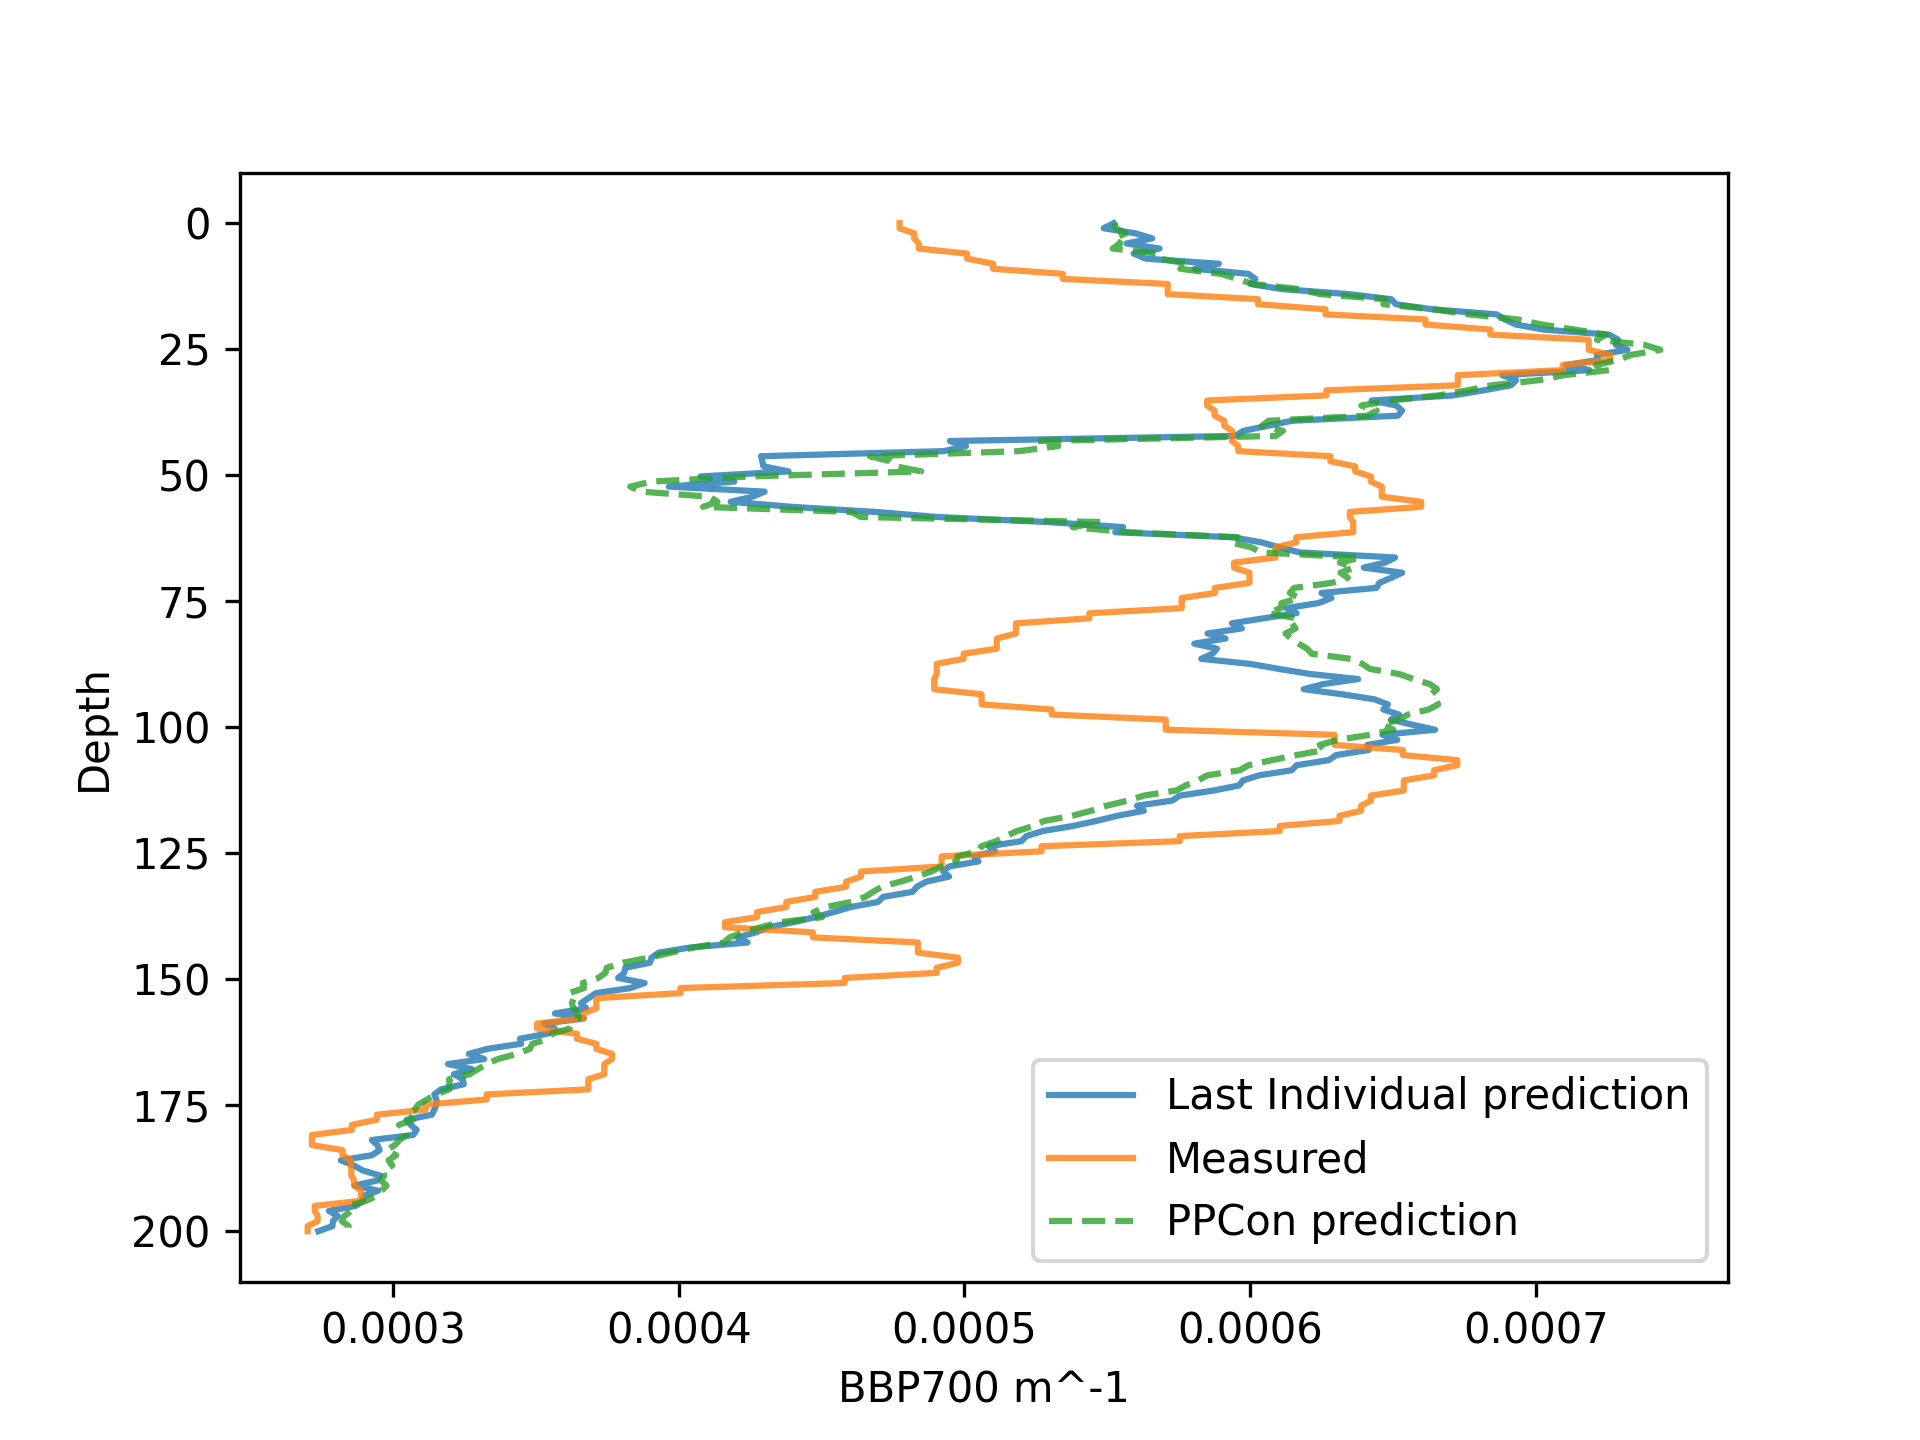 0
25
50
75
100
125
150
175
200
Depth
0.0003 0.0004 0.0005 0.0006 0.0007
BBP700 m^-1
Last Individual prediction
Measured
PPCon prediction